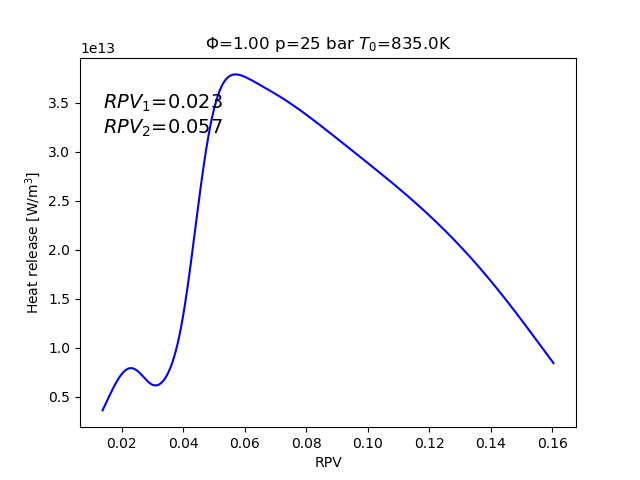 Φ=1.00 p=25 bar T₀=835.0K
1e13
RPV₁=0.023
RPV₂=0.057
3.5
3.0
2.5
2.0
1.5
1.0
0.5
Heat release [W/m³]
0.02 0.04 0.06 0.08 0.10 0.12 0.14 0.16
RPV